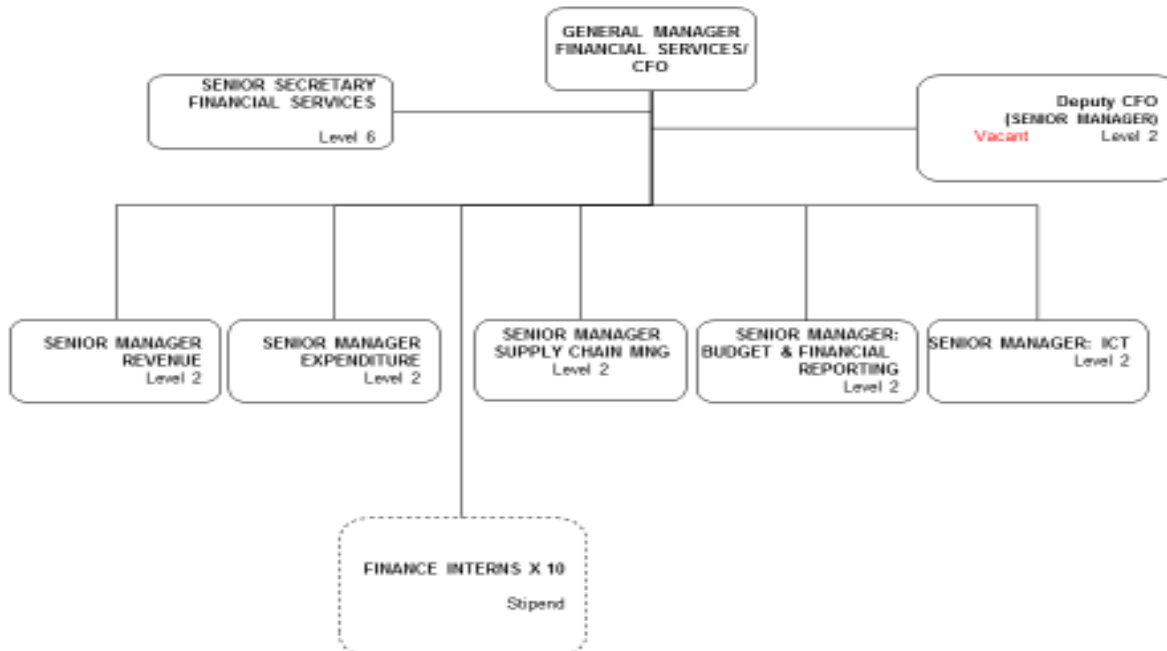 GENERAL MANAGER
FINANCIAL SERVICES/
CFO
SENIOR SECRETARY
FINANCIAL SERVICES
Level 6
Deputy CFO
(SENIOR MANAGER)
Vacant Level 2
SENIOR MANAGER
REVENUE
Level 2
SENIOR MANAGER
EXPENDITURE
Level 2
SENIOR MANAGER
SUPPLY CHAIN MNG
Level 2
SENIOR MANAGER:
BUDGET & FINANCIAL
REPORTING
Level 2
SENIOR MANAGER: ICT
Level 2
FINANCE INTERNS X 10
Stipend